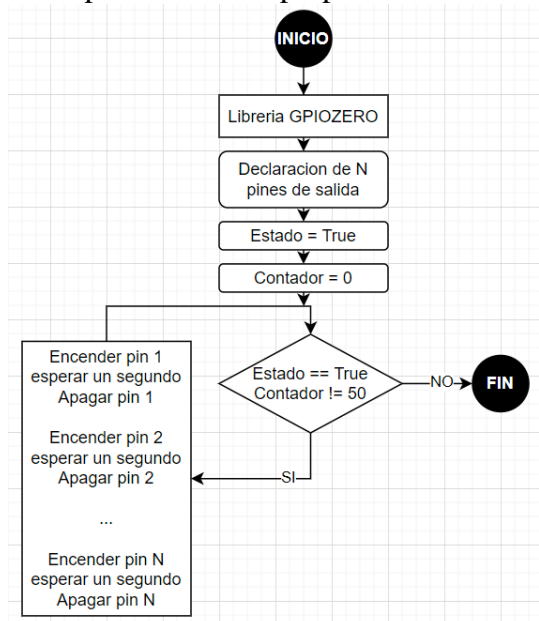 INICIO
Libreria GPIOZERO
Declaracion de N
pines de salida
Estado = True
Contador = 0
Estado == True
Contador != 50
NO
FIN
SI
Encender pin 1
esperar un segundo
Apagar pin 1
Encender pin 2
esperar un segundo
Apagar pin 2
...
Encender pin N
esperar un segundo
Apagar pin N